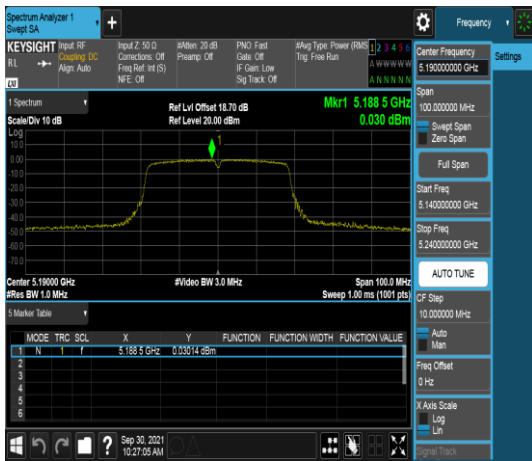 Spectrum Analyzer 1
Swept SA
Frequency
KEYSIGHT
Input: RF
Coupling: DC
Align: Auto
Input Z: 50 Ω
Corrections: Off
Freq Ref: Int (S)
NFE: Off
#Atten: 20 dB
Preamp: Off
PNO: Fast
Gate: Off
IF Gain: Low
Sig Track: Off
#Avg Type: Power (RMS
Trig: Free Run
1 2 3 4 5 6
A W W W W W
A N N N N N
RL
LXI
Settings
Center Frequency
5.190000000 GHz
Span
100.000000 MHz
Swept Span
Zero Span
Full Span
Start Freq
5.140000000 GHz
Stop Freq
5.240000000 GHz
AUTO TUNE
CF Step
10.000000 MHz
Auto
Man
Freq Offset
0 Hz
X Axis Scale
Log
Lin
Signal Track
1 Spectrum
Scale/Div 10 dB
Ref Lvl Offset 18.70 dB
Ref Level 20.00 dBm
Mkr1 5.188 5 GHz
0.030 dBm
Log
10.0
0.00
-10.0
-20.0
-30.0
-40.0
-50.0
-60.0
-70.0
1
Center 5.19000 GHz
#Res BW 1.0 MHz
#Video BW 3.0 MHz
Span 100.0 MHz
Sweep 1.00 ms (1001 pts)
5 Marker Table
MODE TRC SCL X Y FUNCTION FUNCTION WIDTH FUNCTION VALUE
1 N 1 f 5.188 5 GHz 0.03014 dBm
2
3
4
5
6
Sep 30, 2021
10:27:05 AM